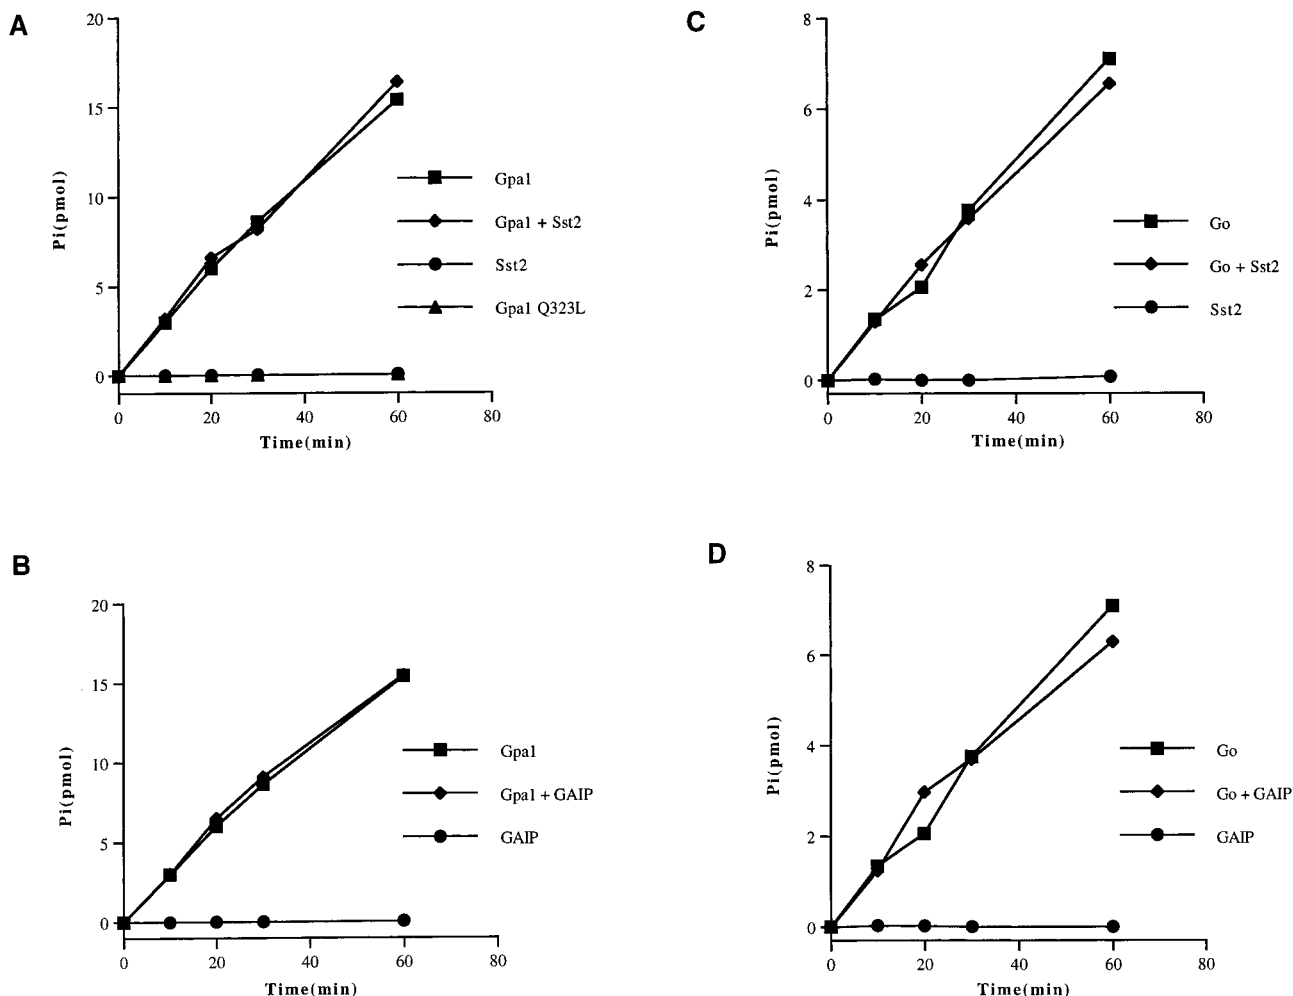 A
20
15
10
5
0
Pi(pmol)
0 20 40 60 80
Time(min)
Gpa1
Gpa1 + Sst2
Sst2
Gpa1 Q323L
C
8
6
4
2
0
Pi(pmol)
0 20 40 60 80
Time(min)
Go
Go + Sst2
Sst2
B
20
15
10
5
0
Pi(pmol)
0 20 40 60 80
Time(min)
Gpa1
Gpa1 + GAIP
GAIP
D
8
6
4
2
0
Pi(pmol)
0 20 40 60 80
Time(min)
Go
Go + GAIP
GAIP